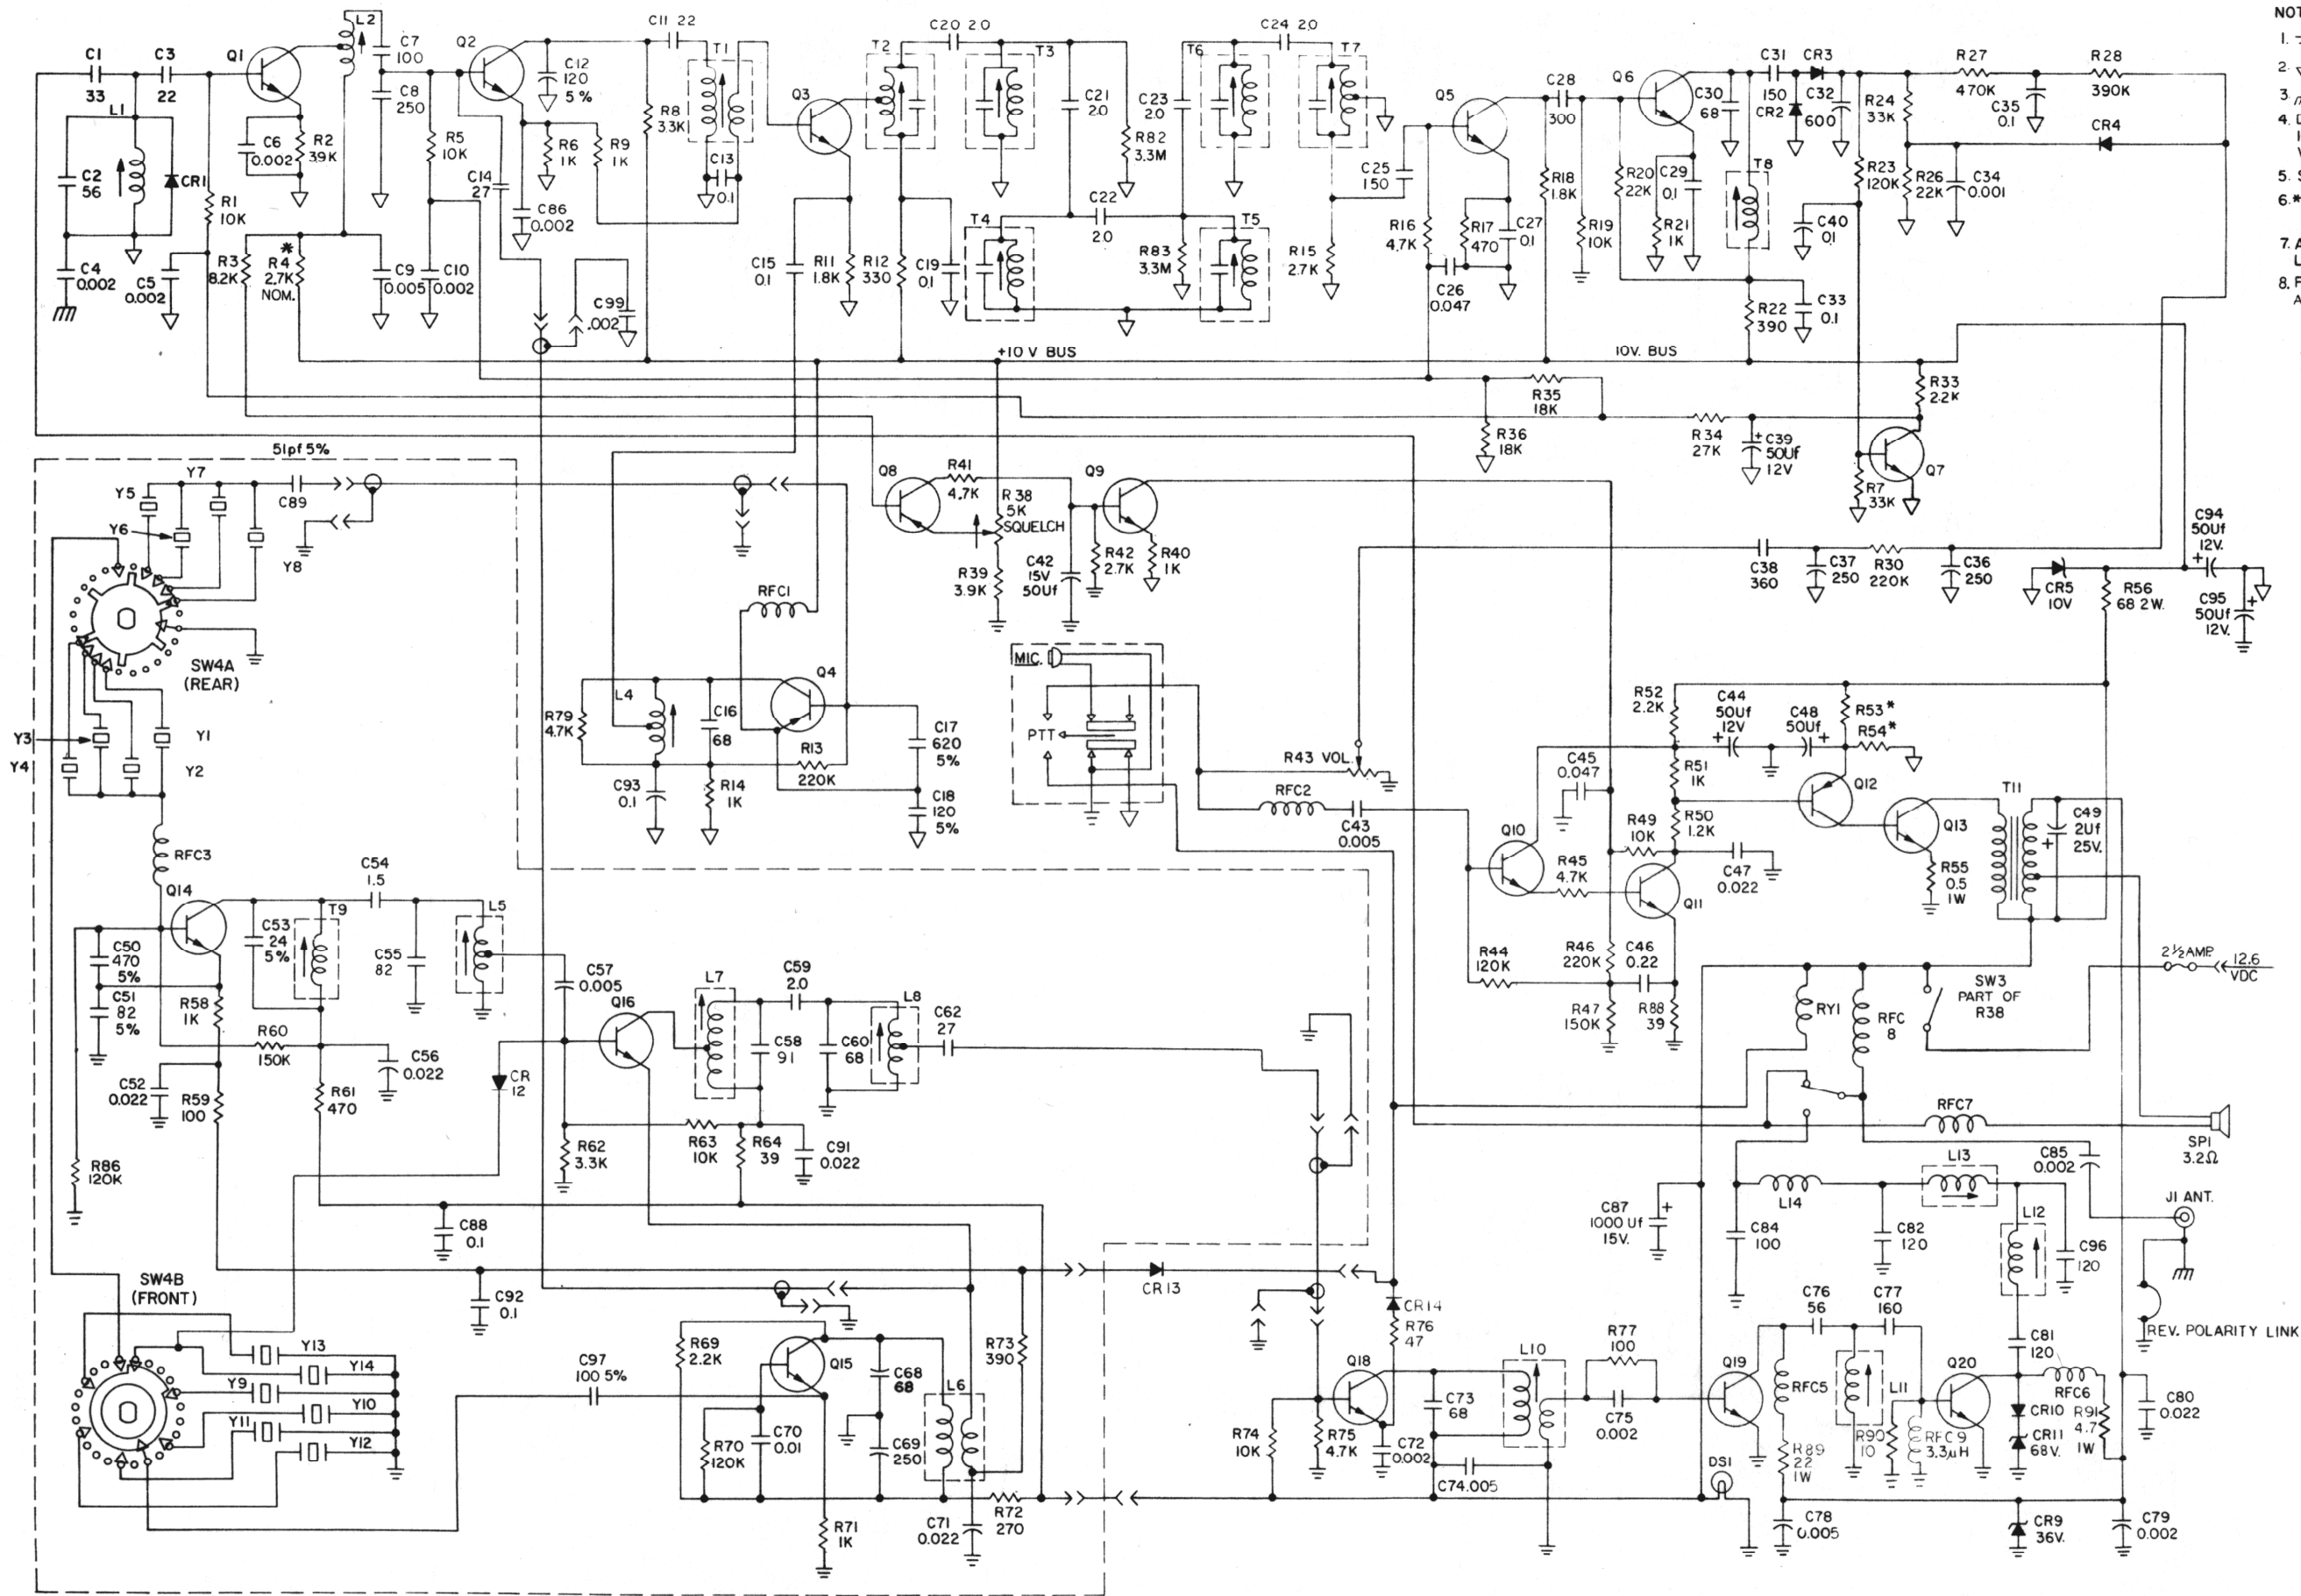 C1
33
C3
22
Q1
L2
C7
100
C8
250
Q2
C12
120
5%
C11 22
T1
R8
33K
Q3
T2
C20 2.0
T3
C21
2.0
R82
3.3M
C23
2.0
T6
C24 2.0
T7
Q5
C28
300
Q6
C30
68
C31
150
CR2
CR3
C32
600
R24
33K
R27
470K
C35
0.1
R28
390K
CR4
NOT
1.
2.
3.
4. D
1
V
5. S
6.*
7. A
L
8. F
A
L1
C2
56
CR1
C6
0.002
R2
39K
R1
10K
R5
10K
C14
27
R6
1K
R9
1K
C13
0.1
C86
0.002
C25
150
R18
1.8K
R20
22K
C29
0.1
R21
1K
T8
R23
120K
R26
22K
C34
0.001
C40
0.1
C4
0.002
C5
0.002
R3
8.2K
*
R4
2.7K
NOM.
C9
0.005
C10
0.002
C99
.002
C15
0.1
R11
1.8K
R12
330
C19
0.1
T4
C22
2.0
R83
3.3M
T5
R15
2.7K
R16
4.7K
R17
470
C27
0.1
C26
0.047
R19
10K
R22
390
C33
0.1
+10 V BUS
10V. BUS
R35
18K
R36
18K
R34
27K
+
C39
50Uf
12V
R33
2.2K
Q7
R7
33K
51pf 5%
Y7
Y5
Y6
C89
Y8
SW4A
(REAR)
Y3
Y4
Y1
Y2
Q8
R41
4.7K
R38
5K
SQUELCH
R39
3.9K
Q9
C42
15V
50Uf
R42
2.7K
R40
1K
C38
360
C37
250
R30
220K
C36
250
CR5
10V
R56
68 2W.
C94
50Uf
12V.
+
C95
50Uf
12V.
+
RFC1
L4
R79
4.7K
C16
68
Q4
R13
220K
C17
620
5%
C93
0.1
R14
1K
C18
120
5%
MIC.
PTT
R43 VOL.
RFC2
C43
0.005
C45
0.047
R52
2.2K
C44
50Uf
12V
+
C48
50Uf
+
R53*
R54*
R51
1K
Q12
R50
1.2K
R49
10K
Q13
T11
C49
2Uf
25V.
+
R55
0.5
1W
Q10
R45
4.7K
Q11
C47
0.022
R44
120K
R46
220K
C46
0.22
R47
150K
R88
39
RFC3
Q14
C54
1.5
T9
C53
24
5%
C55
82
L5
C50
470
5%
C51
82
5%
R58
1K
R60
150K
C56
0.022
C52
0.022
R59
100
R61
470
R86
120K
C57
0.005
Q16
L7
C59
2.0
C58
91
C60
68
L8
C62
27
CR
12
R62
3.3K
R63
10K
R64
39
C91
0.022
C88
0.1
C92
0.1
RY1
RFC
8
SW3
PART OF
R38
2½AMP.
12.6
VDC
RFC7
SP1
3.2Ω
C85
0.002
J1 ANT.
L13
L14
C87
1000 Uf
15V.
+
C84
100
C82
120
L12
C96
120
REV. POLARITY LINK
SW4B
(FRONT)
Y13
Y14
Y9
Y10
Y11
Y12
C97
100 5%
R69
2.2K
Q15
C68
68
R70
120K
C70
0.01
C69
250
L6
R73
390
R71
1K
C71
0.022
R72
270
CR13
CR14
R76
47
Q18
R74
10K
R75
4.7K
C72
0.002
C73
68
L10
C74.005
R77
100
C75
0.002
Q19
DS1
RFC5
R89
22
1W
C76
56
C77
160
L11
R90
10
RFC9
3.3µH
Q20
C81
120
RFC6
CR10
CR11
68V.
R91
4.7
1W
C80
0.022
C78
0.005
CR9
36V.
C79
0.002